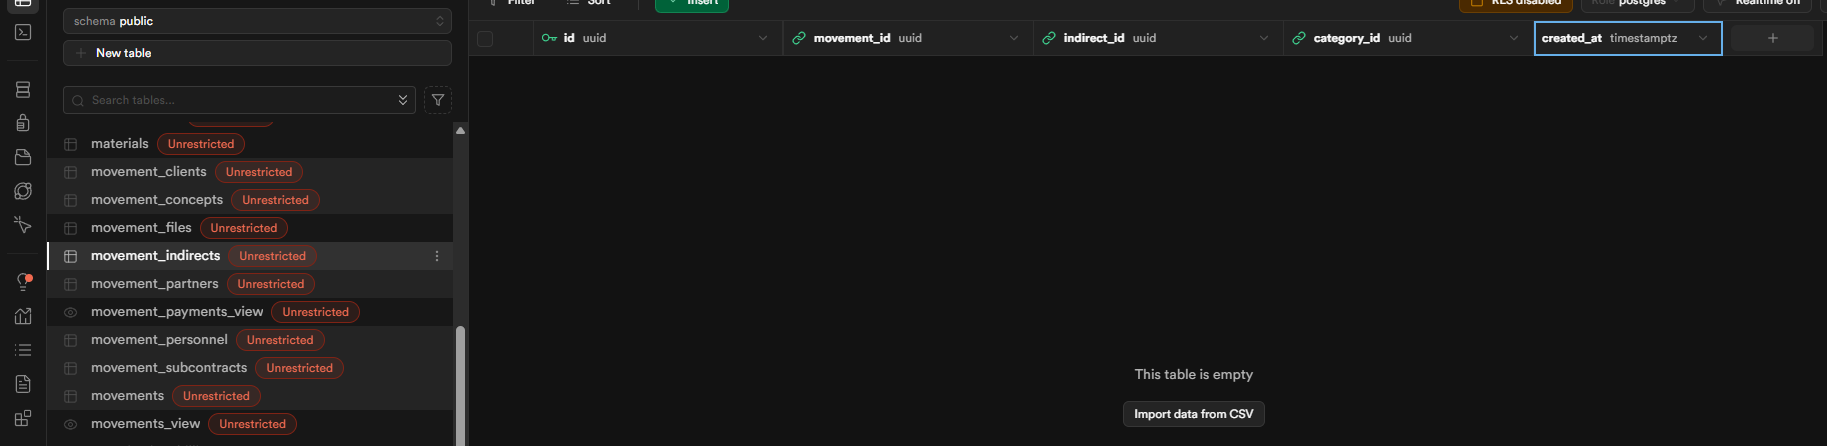 schema public
New table
Search tables...
materials Unrestricted
movement_clients Unrestricted
movement_concepts Unrestricted
movement_files Unrestricted
movement_indirects Unrestricted
movement_partners Unrestricted
movement_payments_view Unrestricted
movement_personnel Unrestricted
movement_subcontracts Unrestricted
movements Unrestricted
movements_view Unrestricted
Filter Sort Insert RLS disabled Role postgres Realtime off
id uuid movement_id uuid indirect_id uuid category_id uuid created_at timestamptz
This table is empty
Import data from CSV